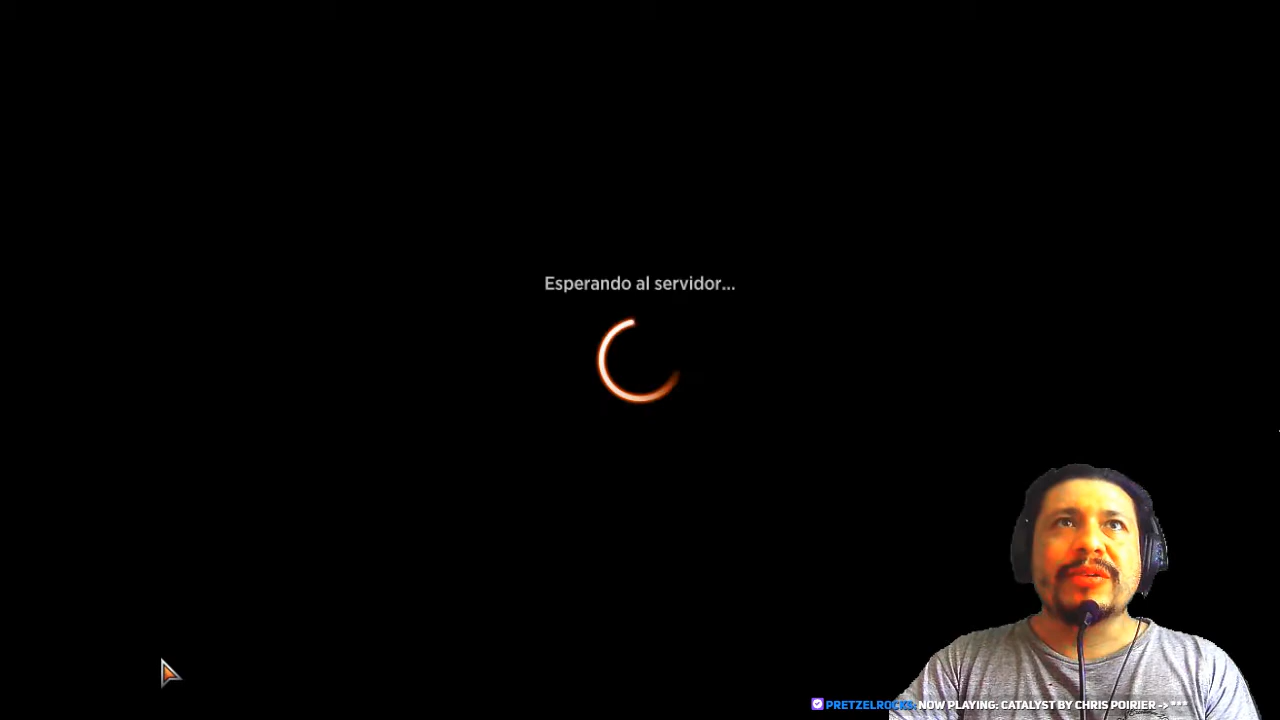 Esperando al servidor...
PRETZELROCKS: NOW PLAYING: CATALYST BY CHRIS POIRIER -> ***